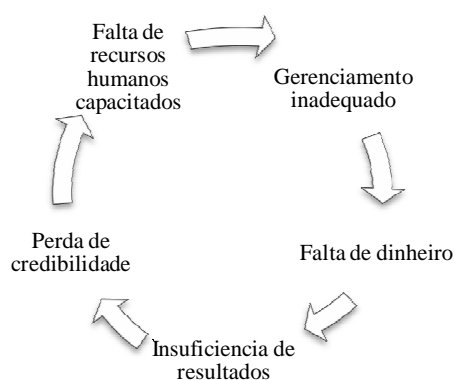 Falta de
recursos
humanos
capacitados
Gerenciamento
inadequado
Falta de dinheiro
Insuficiencia de
resultados
Perda de
credibilidade